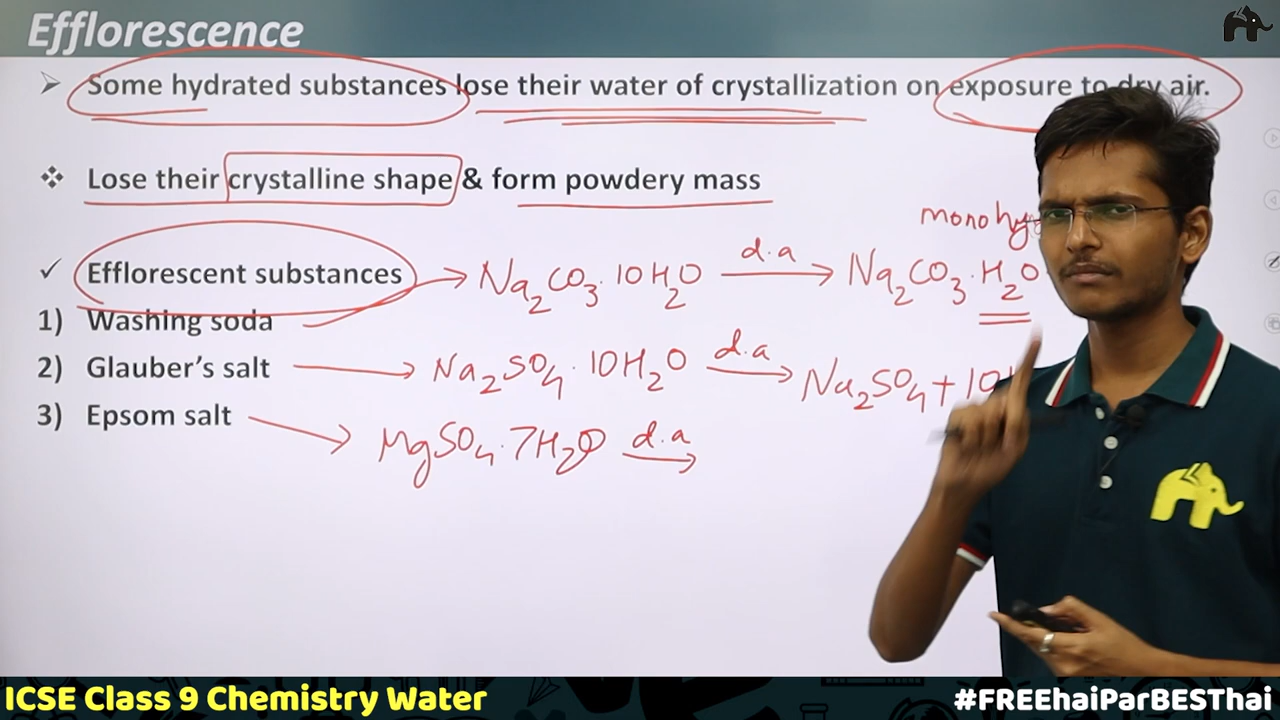 Efflorescence
➢ Some hydrated substances lose their water of crystallization on exposure to dry air.
❖ Lose their crystalline shape & form powdery mass
monohy
✓ Efflorescent substances → Na₂CO₃·10H₂O d.a → Na₂CO₃·H₂O
1) Washing soda
2) Glauber's salt → Na₂SO₄·10H₂O d.a → Na₂SO₄ + 10
3) Epsom salt → MgSO₄·7H₂O d.a →
ICSE Class 9 Chemistry Water
#FREEhaiParBESThai